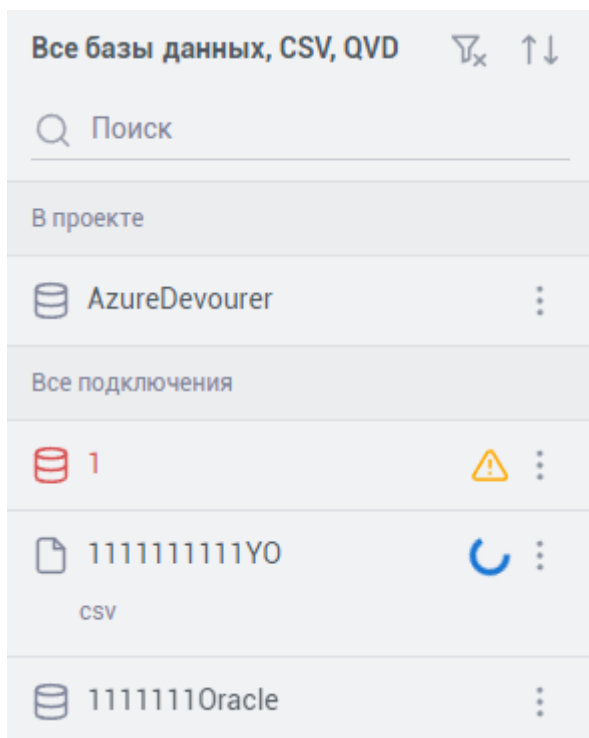 Все базы данных, CSV, QVD
Поиск
В проекте
AzureDevourer
Все подключения
1
1111111111YO
csv
1111111Oracle